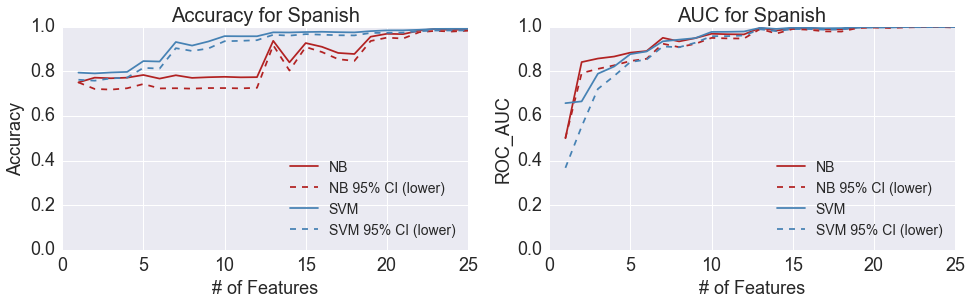 Accuracy for Spanish
1.0
0.8
0.6
0.4
0.2
0.0
Accuracy
NB
NB 95% CI (lower)
SVM
SVM 95% CI (lower)
0 5 10 15 20 25
# of Features
AUC for Spanish
1.0
0.8
0.6
0.4
0.2
0.0
ROC_AUC
NB
NB 95% CI (lower)
SVM
SVM 95% CI (lower)
0 5 10 15 20 25
# of Features